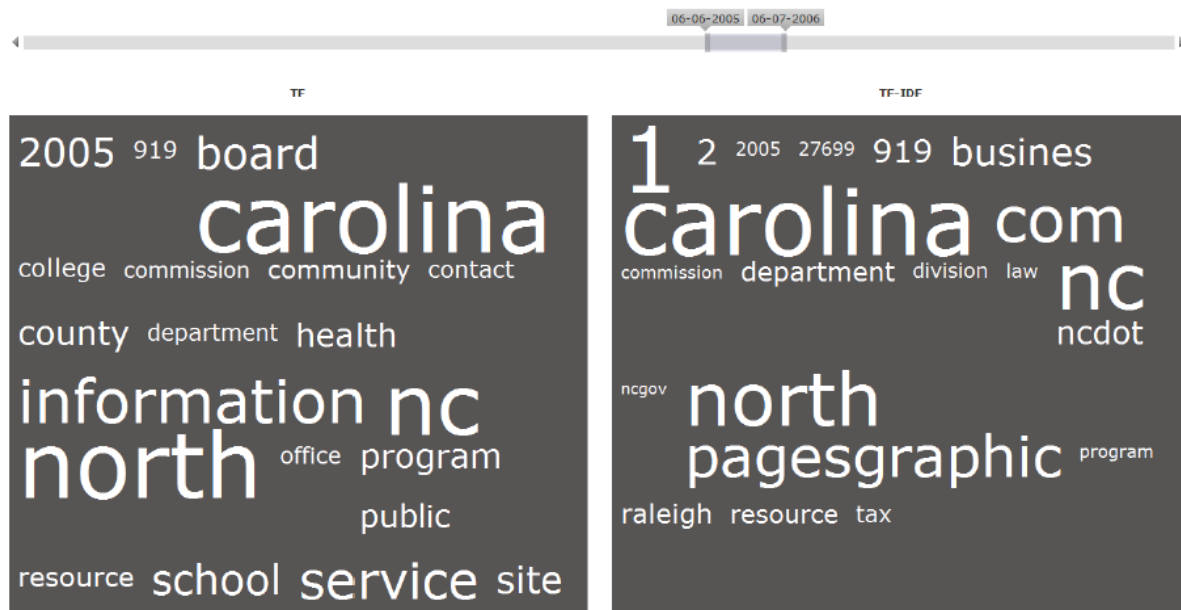 06-06-2005 06-07-2006
TF
2005 919 board
carolina
college commission community contact
county department health
information nc
north office program
public
resource school service site
TF-IDF
1 2 2005 27699 919 busines
carolina com
commission department division law nc
ncdot
ncgov north
pagesgraphic program
raleigh resource tax